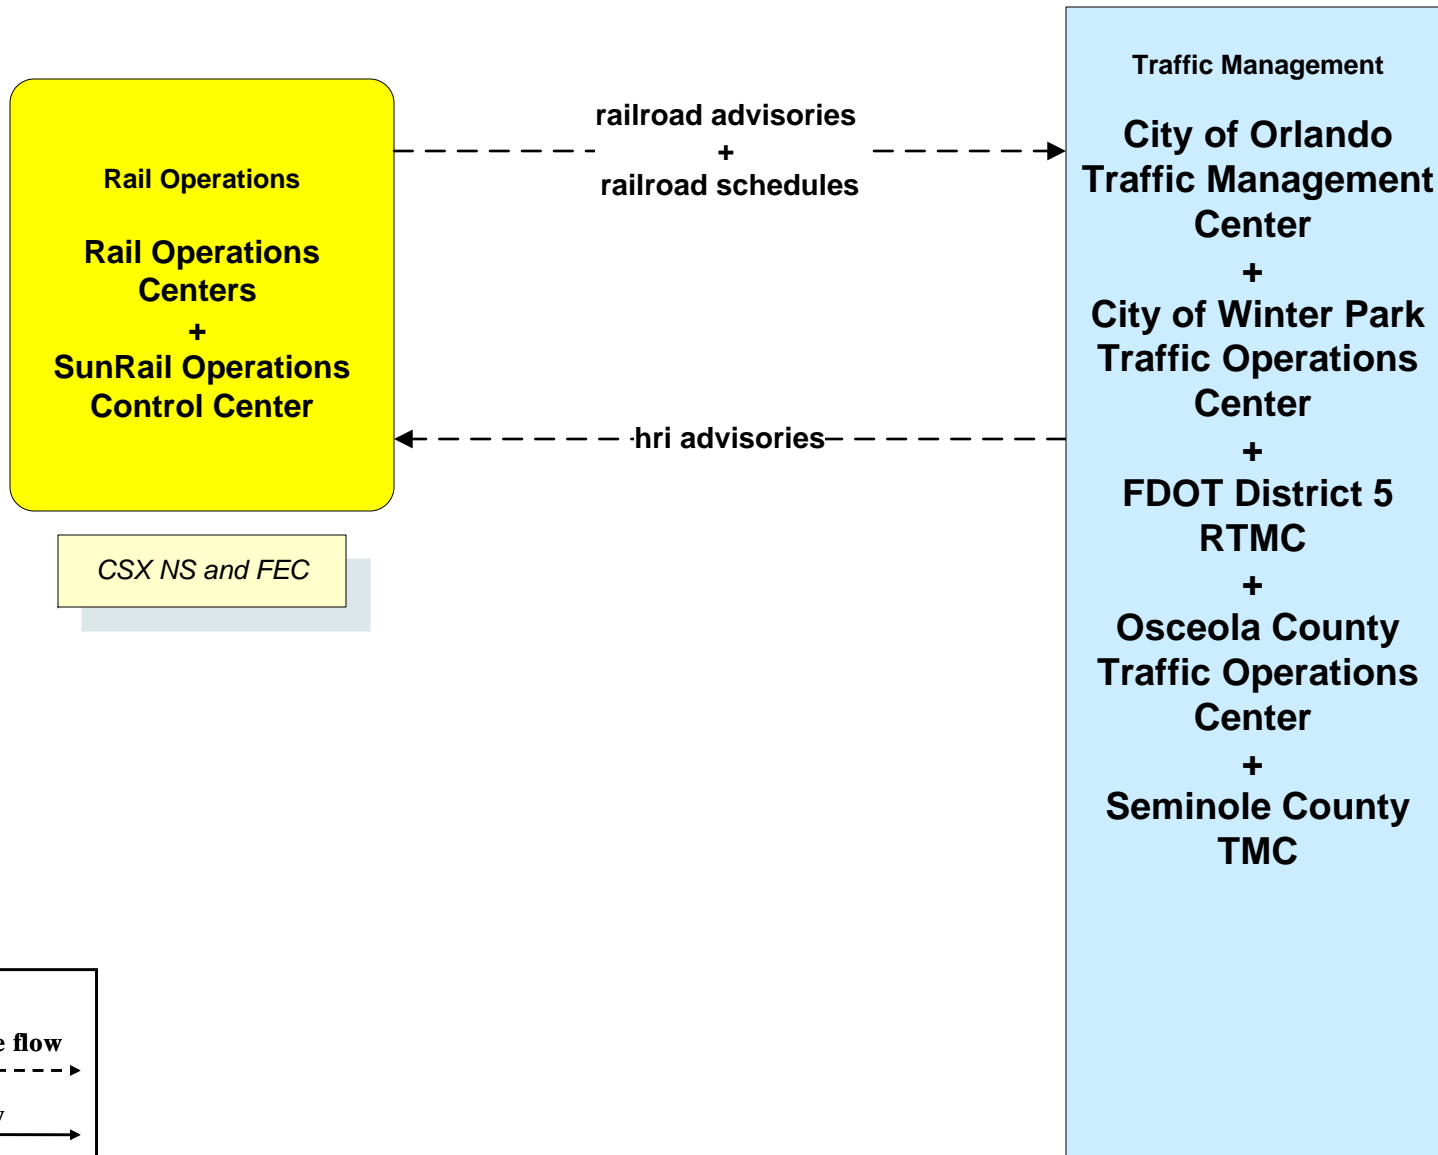 Rail Operations
Rail Operations
Centers
+
SunRail Operations
Control Center
CSX NS and FEC
railroad advisories
+
railroad schedules
hri advisories
Traffic Management
City of Orlando
Traffic Management
Center
+
City of Winter Park
Traffic Operations
Center
+
FDOT District 5
RTMC
+
Osceola County
Traffic Operations
Center
+
Seminole County
TMC
flow